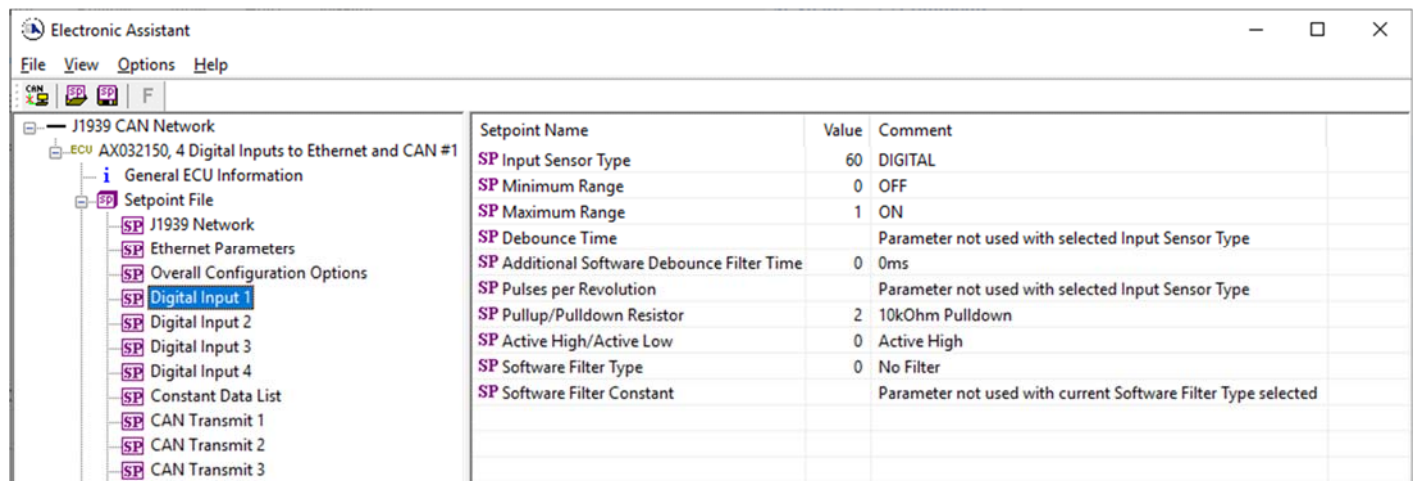 Electronic Assistant
File View Options Help
CAN SP SP F
J1939 CAN Network
ECU AX032150, 4 Digital Inputs to Ethernet and CAN #1
i General ECU Information
SP Setpoint File
SP J1939 Network
SP Ethernet Parameters
SP Overall Configuration Options
SP Digital Input 1
SP Digital Input 2
SP Digital Input 3
SP Digital Input 4
SP Constant Data List
SP CAN Transmit 1
SP CAN Transmit 2
SP CAN Transmit 3
Setpoint Name Value Comment
SP Input Sensor Type 60 DIGITAL
SP Minimum Range 0 OFF
SP Maximum Range 1 ON
SP Debounce Time Parameter not used with selected Input Sensor Type
SP Additional Software Debounce Filter Time 0 0ms
SP Pulses per Revolution Parameter not used with selected Input Sensor Type
SP Pullup/Pulldown Resistor 2 10kOhm Pulldown
SP Active High/Active Low 0 Active High
SP Software Filter Type 0 No Filter
SP Software Filter Constant Parameter not used with current Software Filter Type selected